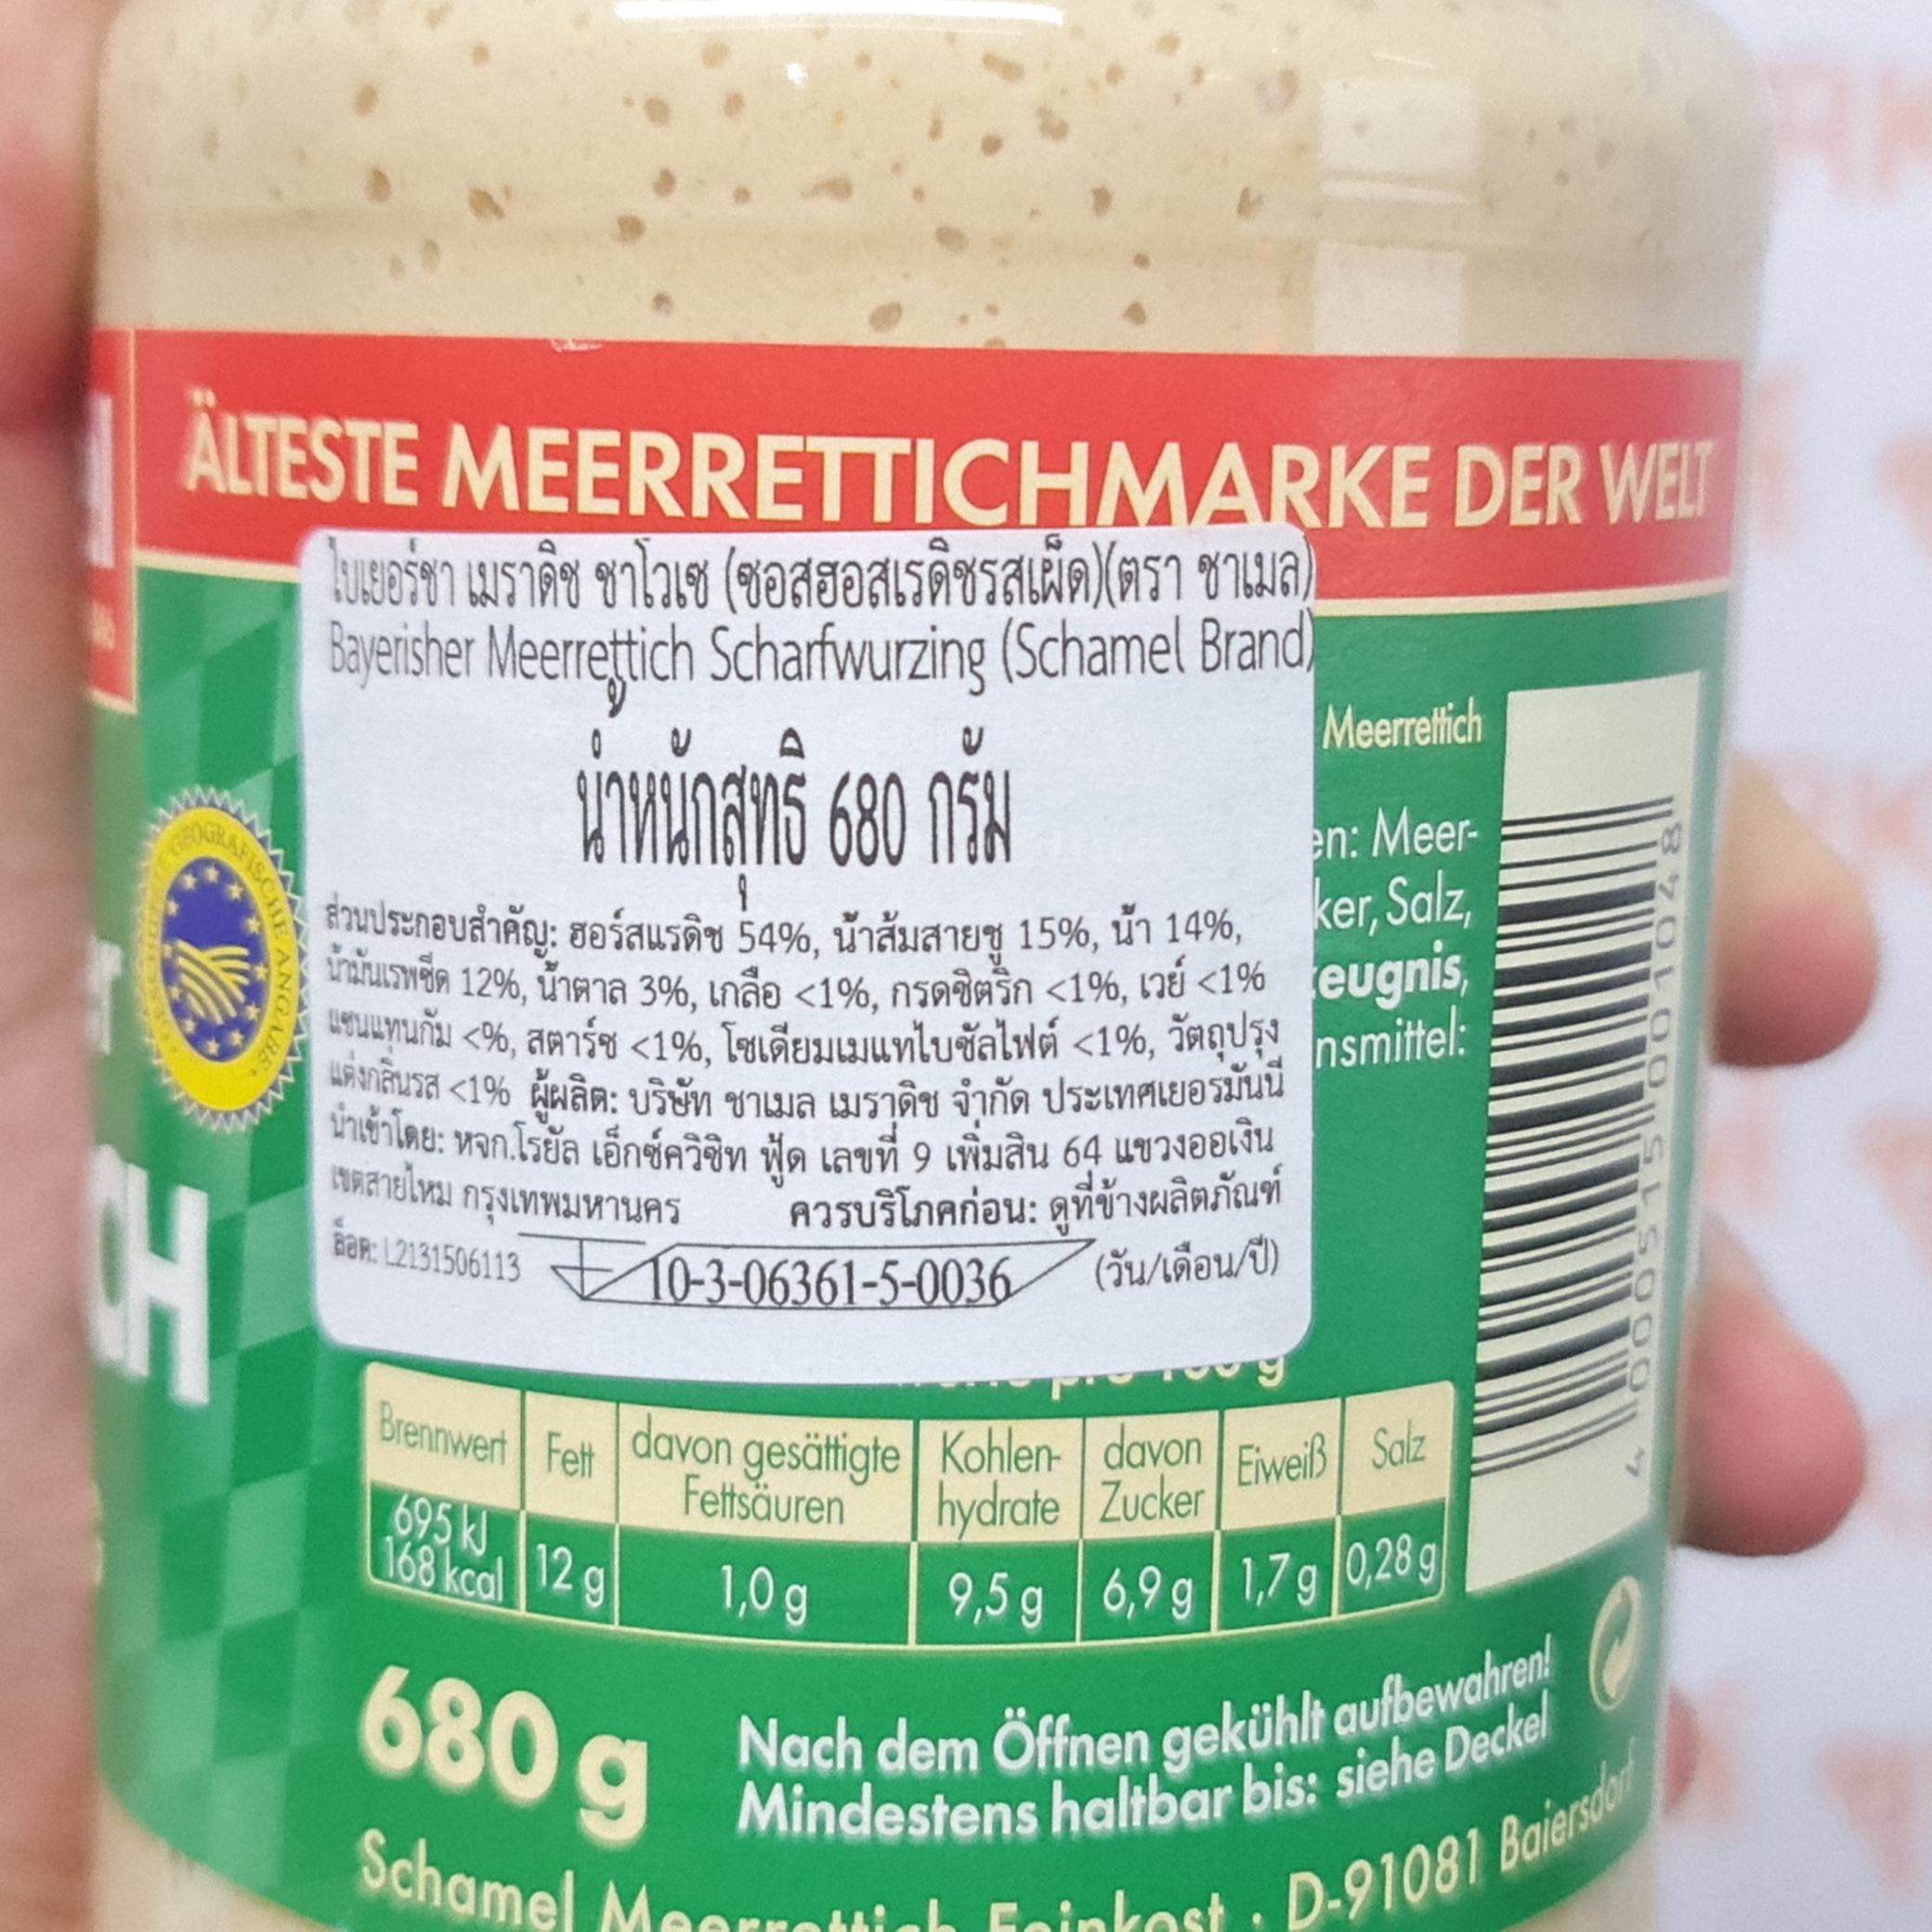 ÄLTESTE MEERRETTICHMARKE DER WELT
ไบเยอร์ชา เมราดิช ชาโวเซ (ซอสฮอสเรดิชรสเผ็ด)(ตรา ชาเมล)
Bayerisher Meerrettich Scharfwurzing (Schamel Brand)
น้ำหนักสุทธิ 680 กรัม
ส่วนประกอบสำคัญ: ฮอร์สแรดิช 54%, น้ำส้มสายชู 15%, น้ำ 14%,
น้ำมันเรพซีด 12%, น้ำตาล 3%, เกลือ <1%, กรดซิตริก <1%, เวย์ <1%
แซนแทนกัม <%, สตาร์ช <1%, โซเดียมเมแทไบซัลไฟต์ <1%, วัตถุปรุง
แต่งกลิ่นรส <1% ผู้ผลิต: บริษัท ชาเมล เมราดิช จำกัด ประเทศเยอรมันนี
นำเข้าโดย: หจก.โรยัล เอ็กซ์ควิซิท ฟู้ด เลขที่ 9 เพิ่มสิน 64 แขวงออเงิน
เขตสายไหม กรุงเทพมหานคร ควรบริโภคก่อน: ดูที่ข้างผลิตภัณฑ์
ล็อต: L2131506113 10-3-06361-5-0036 (วัน/เดือน/ปี)
Meerrettich
en: Meer-
ker, Salz,
eugnis,
nsmittel:
4 000515 001048
GEOGRAFISCHE ANGABE
pro 100 g
Brennwert Fett davon gesättigte Fettsäuren Kohlen-hydrate davon Zucker Eiweiß Salz
695 kJ 168 kcal 12 g 1,0 g 9,5 g 6,9 g 1,7 g 0,28 g
680 g
Nach dem Öffnen gekühlt aufbewahren!
Mindestens haltbar bis: siehe Deckel
Schamel Meerrettich Feinkost · D-91081 Baiersdorf